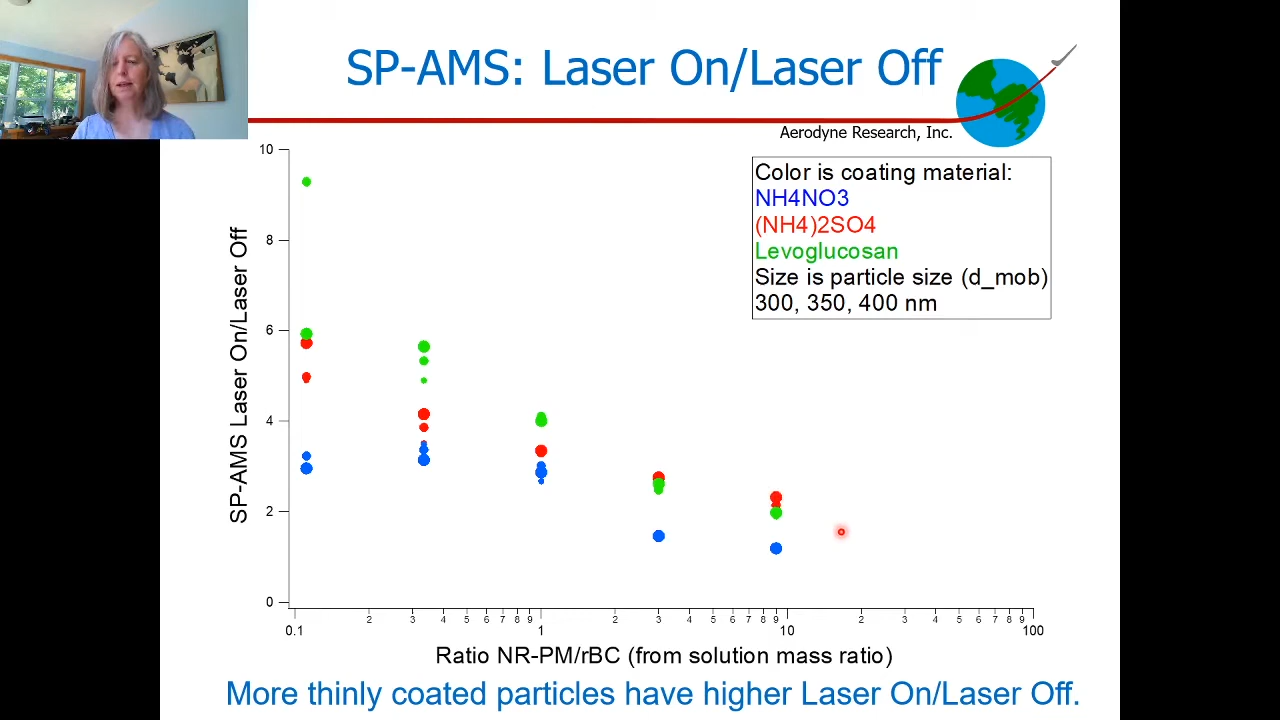 SP-AMS: Laser On/Laser Off
Aerodyne Research, Inc.
10
8
6
4
2
0
SP-AMS Laser On/Laser Off
Color is coating material:
NH4NO3
(NH4)2SO4
Levoglucosan
Size is particle size (d_mob)
300, 350, 400 nm
2 3 4 5 6 7 8 9 2 3 4 5 6 7 8 9 2 3 4 5 6 7 8 9
0.1 1 10 100
Ratio NR-PM/rBC (from solution mass ratio)
More thinly coated particles have higher Laser On/Laser Off.